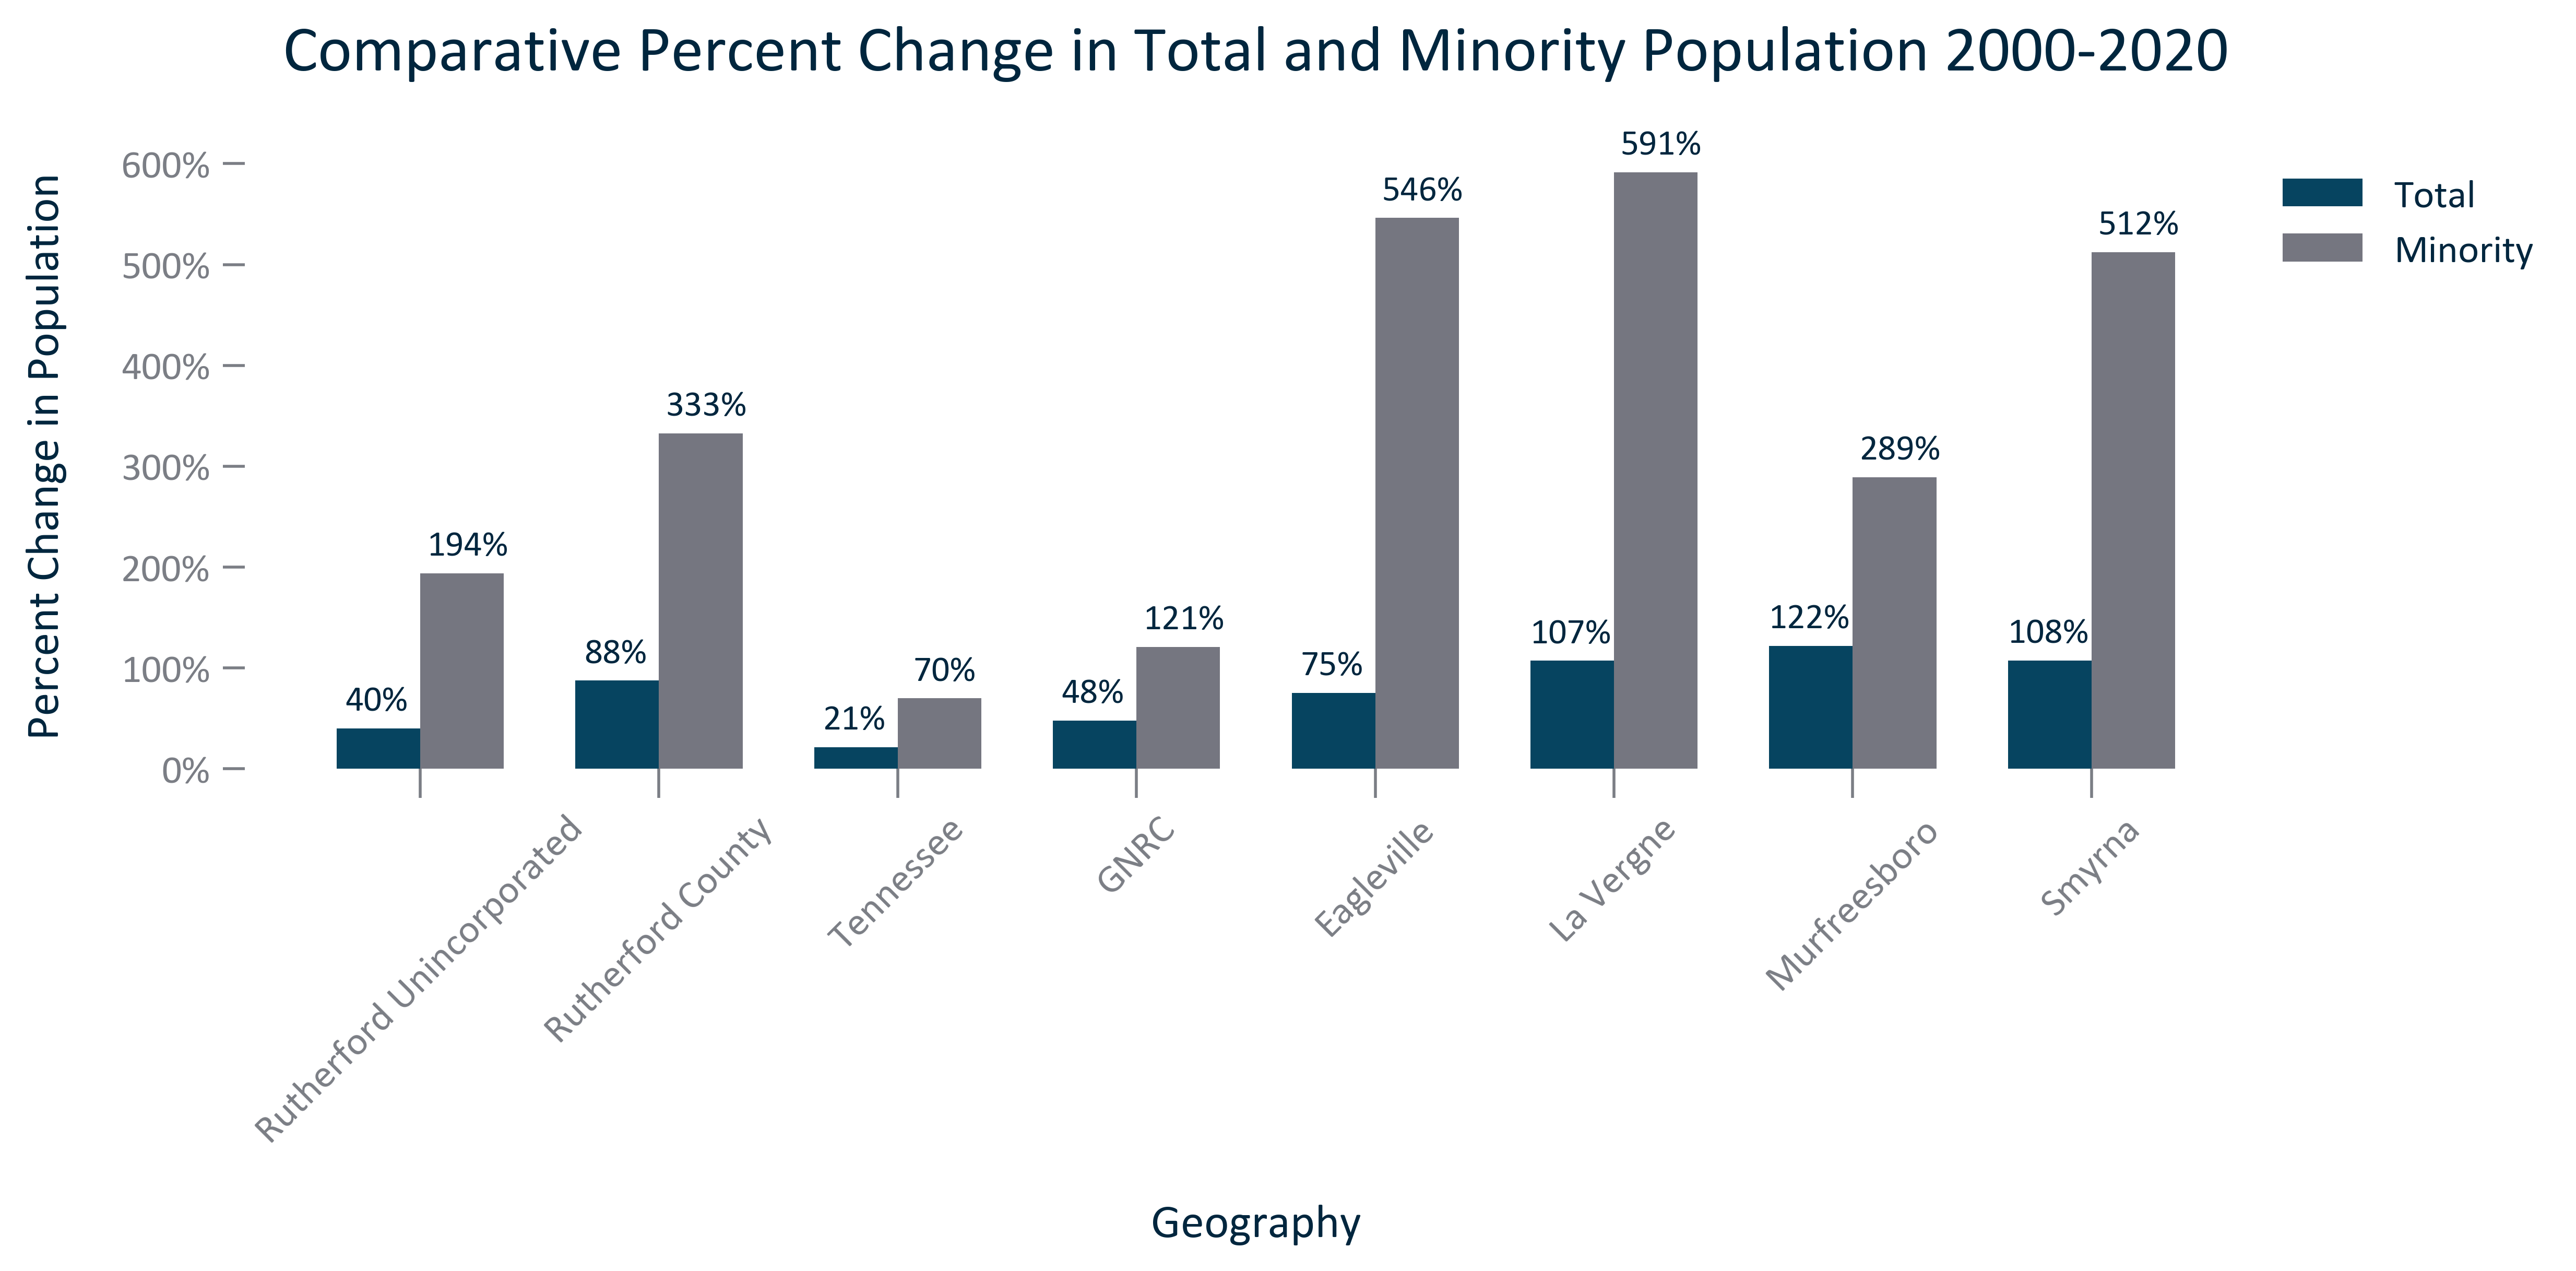 Comparative Percent Change in Total and Minority Population 2000-2020
Percent Change in Population
600%
500%
400%
300%
200%
100%
0%
40%
194%
88%
333%
21%
70%
48%
121%
75%
546%
107%
591%
122%
289%
108%
512%
Total
Minority
Rutherford Unincorporated
Rutherford County
Tennessee
GNRC
Eagleville
La Vergne
Murfreesboro
Smyrna
Geography